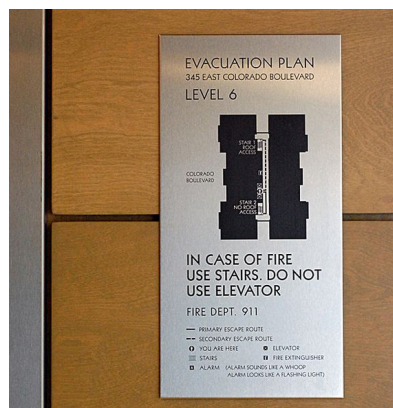 EVACUATION PLAN
345 EAST COLORADO BOULEVARD
LEVEL 6
STAIR 1
ROOF
ACCESS
COLORADO
BOULEVARD
STAIR 2
NO ROOF
ACCESS
IN CASE OF FIRE
USE STAIRS. DO NOT
USE ELEVATOR
FIRE DEPT. 911
PRIMARY ESCAPE ROUTE
SECONDARY ESCAPE ROUTE
YOU ARE HERE
ELEVATOR
STAIRS
FIRE EXTINGUISHER
ALARM (ALARM SOUNDS LIKE A WHOOP
ALARM LOOKS LIKE A FLASHING LIGHT)